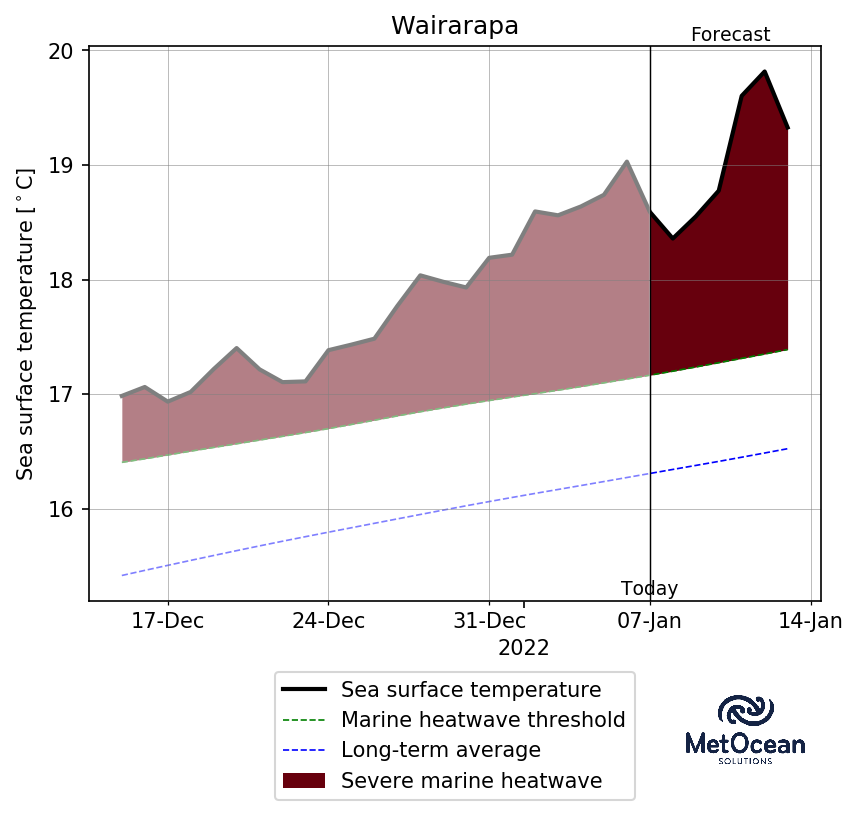 Wairarapa
Forecast
20
19
18
17
16
Sea surface temperature [°C]
Today
17-Dec
24-Dec
31-Dec
07-Jan
14-Jan
2022
Sea surface temperature
Marine heatwave threshold
Long-term average
Severe marine heatwave
MetOcean
SOLUTIONS